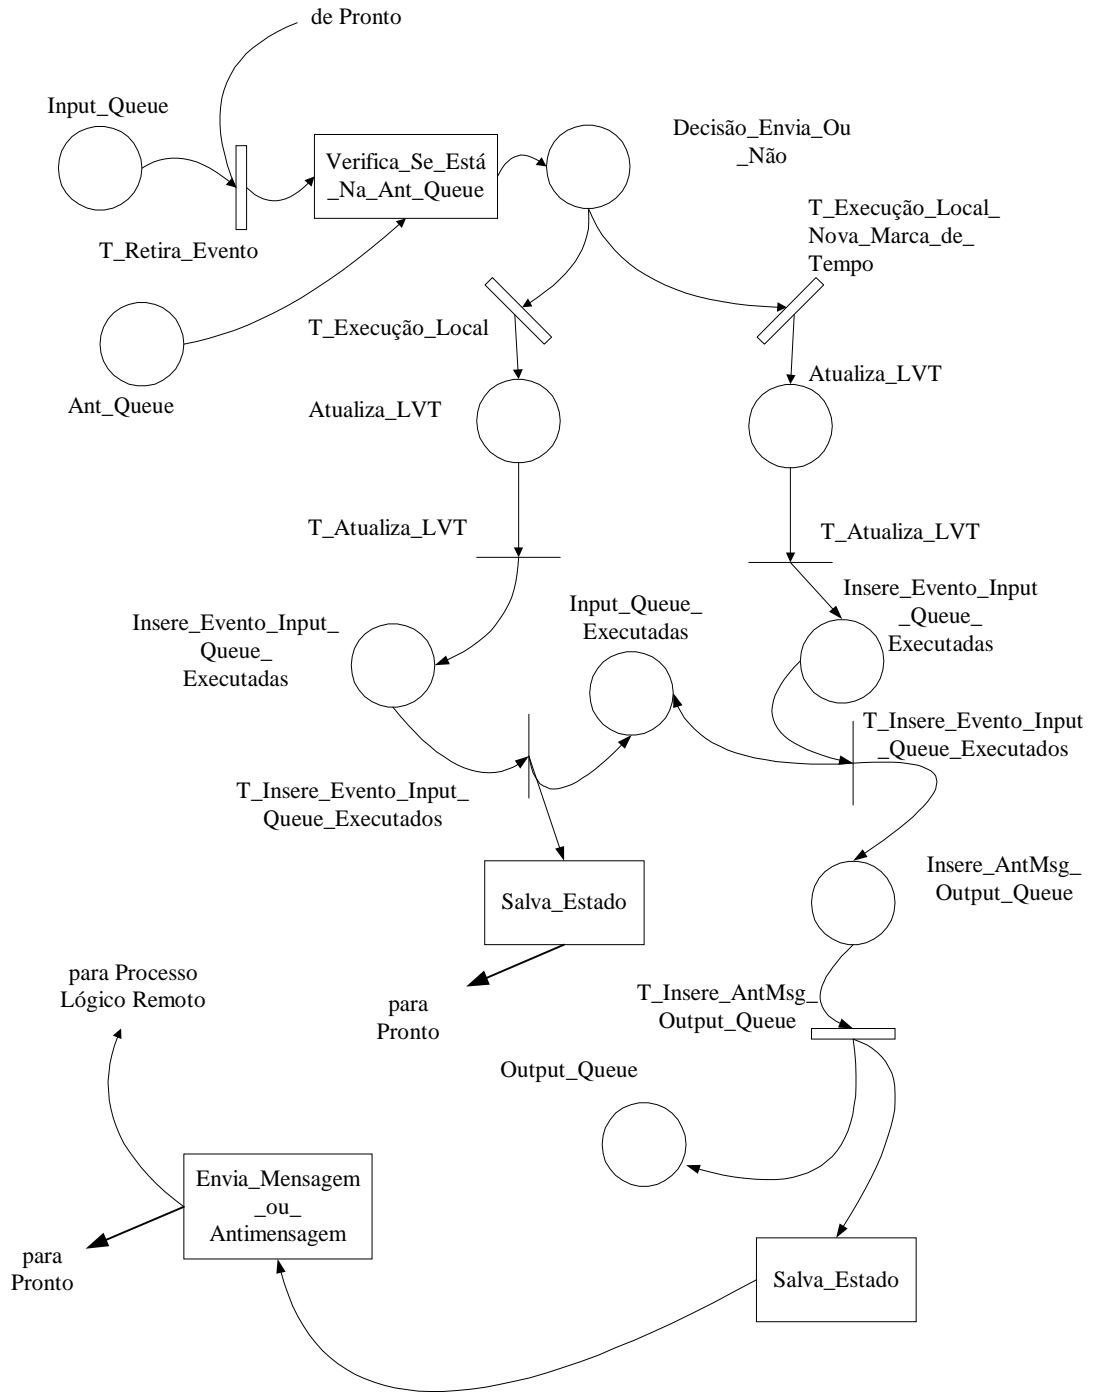 de Pronto
Input_Queue
Verifica_Se_Está
_Na_Ant_Queue
Decisão_Envia_Ou
_Não
T_Retira_Evento
T_Execução_Local_
Nova_Marca_de_
Tempo
Ant_Queue
T_Execução_Local
Atualiza_LVT
Atualiza_LVT
T_Atualiza_LVT
T_Atualiza_LVT
Insere_Evento_Input_
Queue_
Executadas
Input_Queue_
Executadas
Insere_Evento_Input
_Queue_
Executadas
T_Insere_Evento_Input_
Queue_Executados
T_Insere_Evento_Input
_Queue_Executados
Salva_Estado
Insere_AntMsg_
Output_Queue
para
Pronto
para Processo
Lógico Remoto
T_Insere_AntMsg_
Output_Queue
Output_Queue
Envia_Mensagem
_ou_
Antimensagem
para
Pronto
Salva_Estado